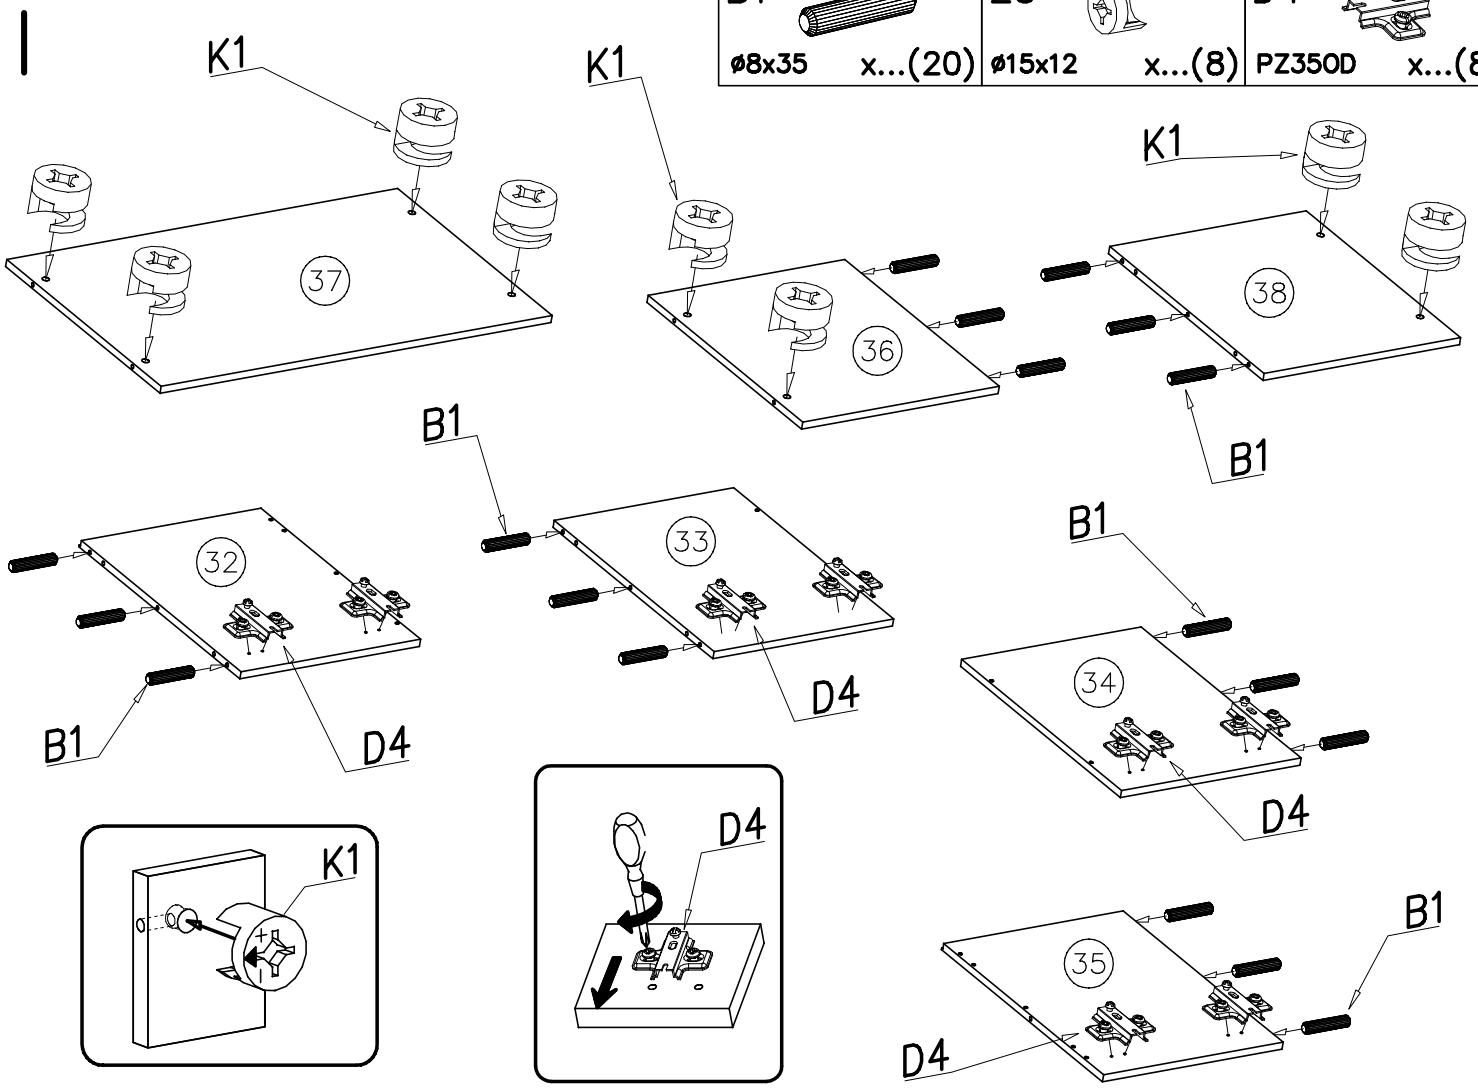 I
ø8x35 x...(20)
ø15x12 x...(8)
PZ350D
K1
K1
K1
37
36
38
B1
B1
32
33
B1
34
B1
D4
D4
D4
K1
D4
35
B1
D4